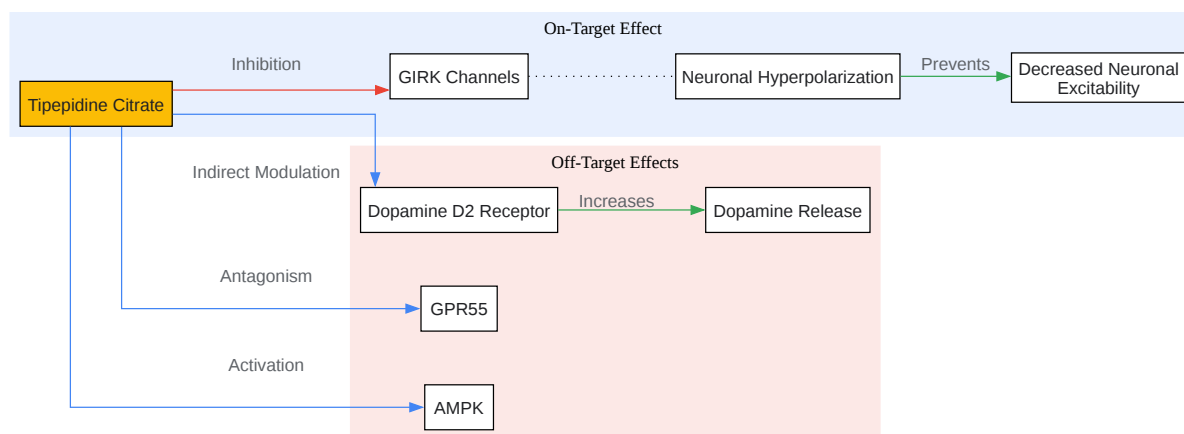 On-Target Effect
Inhibition
GIRK Channels
Neuronal Hyperpolarization
Prevents
Decreased Neuronal
Excitability
Tipepidine Citrate
Off-Target Effects
Indirect Modulation
Dopamine D2 Receptor
Increases
Dopamine Release
Antagonism
GPR55
Activation
AMPK